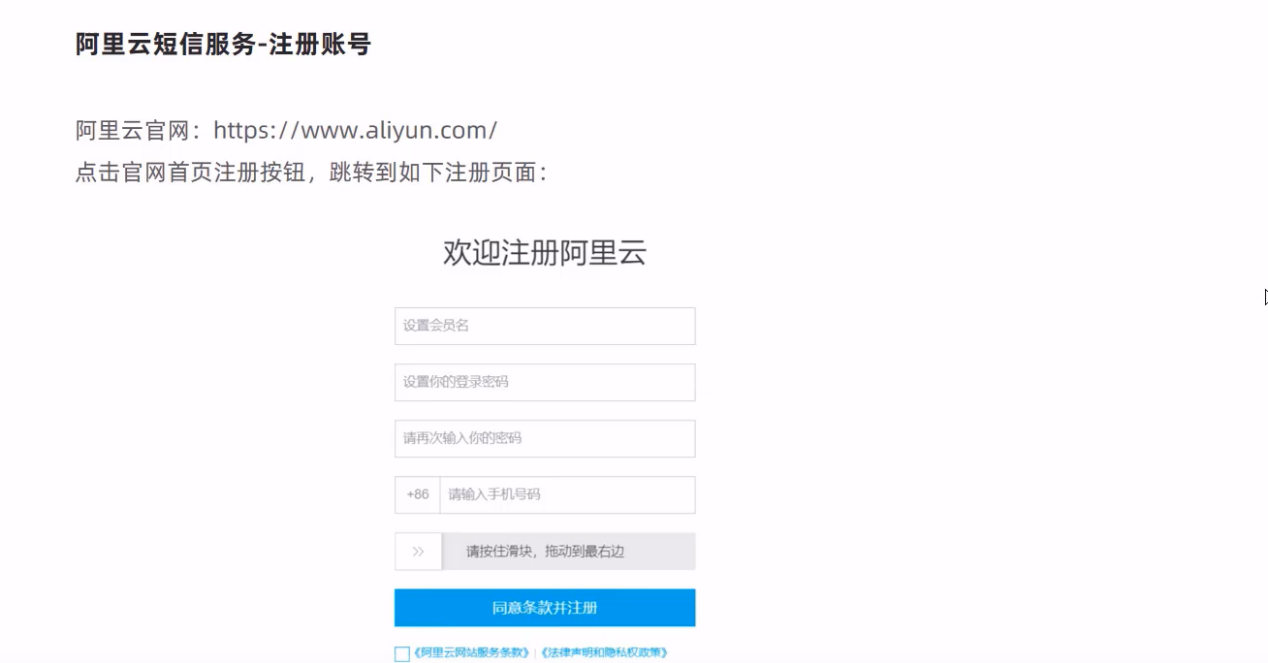 阿里云短信服务-注册账号
阿里云官网：https://www.aliyun.com/
点击官网首页注册按钮，跳转到如下注册页面：
欢迎注册阿里云
设置会员名
设置你的登录密码
请再次输入你的密码
+86 请输入手机号码
>> 请按住滑块，拖动到最右边
同意条款并注册
《阿里云网站服务条款》 | 《法律声明和隐私权政策》